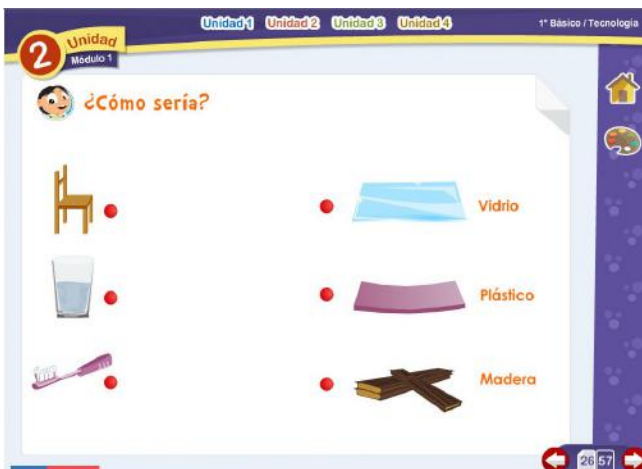 Unidad 1 Unidad 2 Unidad 3 Unidad 4
1° Básico / Tecnología
2 Unidad
Módulo 1
¿Cómo sería?
Vidrio
Plástico
Madera
26 57